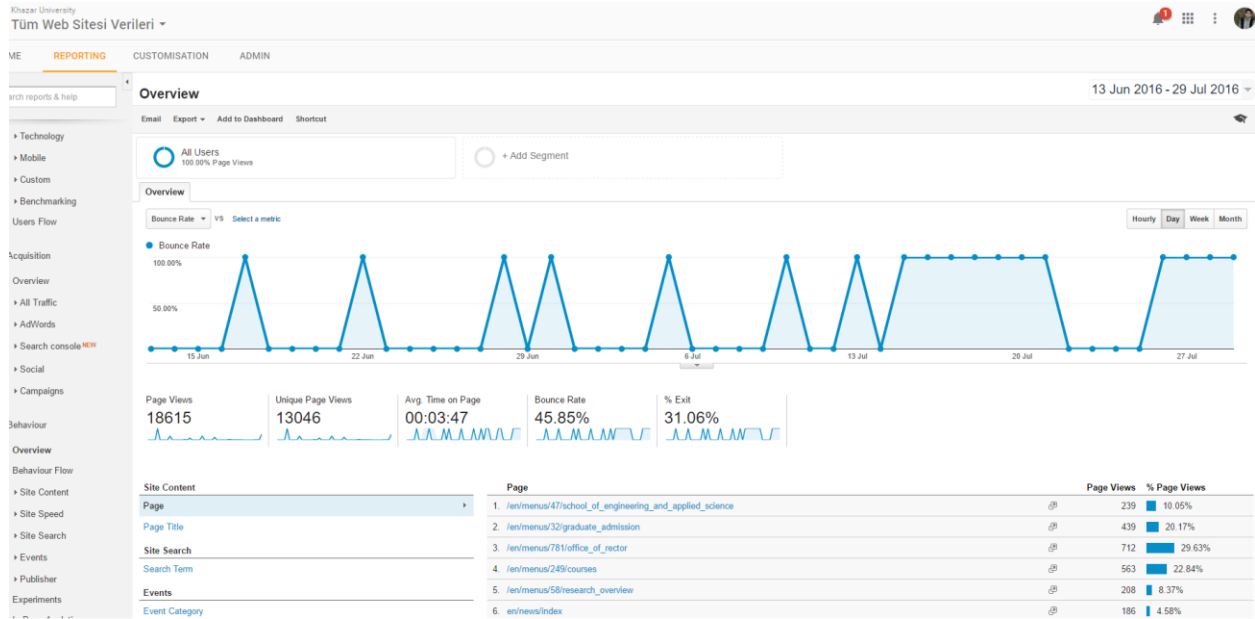 Khazar University
Tüm Web Sitesi Verileri
1
ME REPORTING CUSTOMISATION ADMIN
arch reports & help
Technology
Mobile
Custom
Benchmarking
Users Flow
Acquisition
Overview
All Traffic
AdWords
Search console NEW
Social
Campaigns
Behaviour
Overview
Behaviour Flow
Site Content
Site Speed
Site Search
Events
Publisher
Experiments
Overview
13 Jun 2016 - 29 Jul 2016
Email Export Add to Dashboard Shortcut
All Users
100.00% Page Views
+ Add Segment
Overview
Bounce Rate VS Select a metric
Hourly Day Week Month
Bounce Rate
100.00%
50.00%
15 Jun 22 Jun 29 Jun 6 Jul 13 Jul 20 Jul 27 Jul
Page Views Unique Page Views Avg. Time on Page Bounce Rate % Exit
18615 13046 00:03:47 45.85% 31.06%
Site Content
Page
Page Title
Site Search
Search Term
Events
Event Category
Page Page Views % Page Views
1. /en/menus/47/school_of_engineering_and_applied_science 239 10.05%
2. /en/menus/32/graduate_admission 439 20.17%
3. /en/menus/781/office_of_rector 712 29.63%
4. /en/menus/249/courses 563 22.84%
5. /en/menus/58/research_overview 208 8.37%
6. en/news/index 186 4.58%